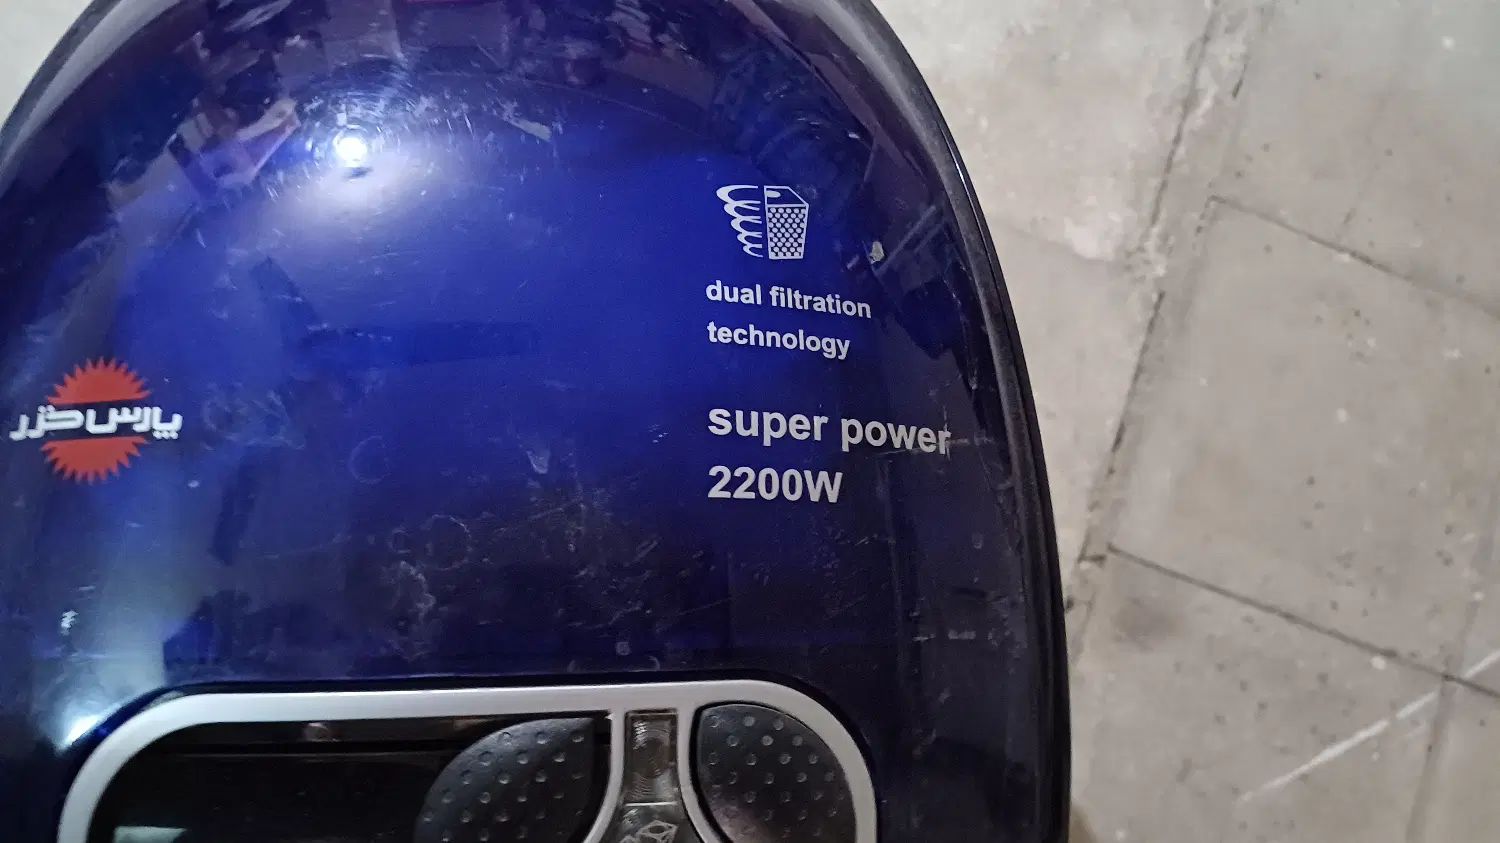 dual filtration
technology
پارس خزر
super power
2200W